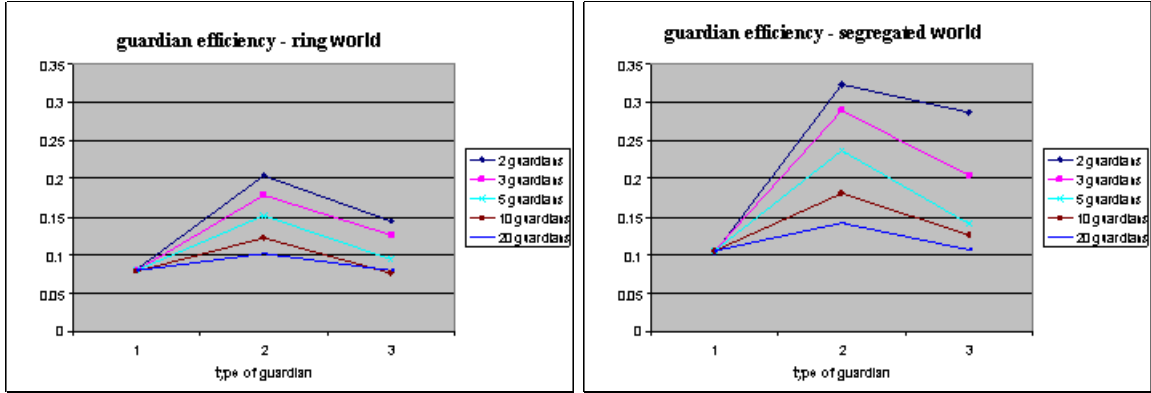 guardian efficiency - ring world
0.35
0.3
0.25
0.2
0.15
0.1
0.05
0
1
2
3
type of guardian
2 guardians
3 guardians
5 guardians
10 guardians
20 guardians
guardian efficiency - segregated world
0.35
0.3
0.25
0.2
0.15
0.1
0.05
0
1
2
3
type of guardian
2 guardians
3 guardians
5 guardians
10 guardians
20 guardians